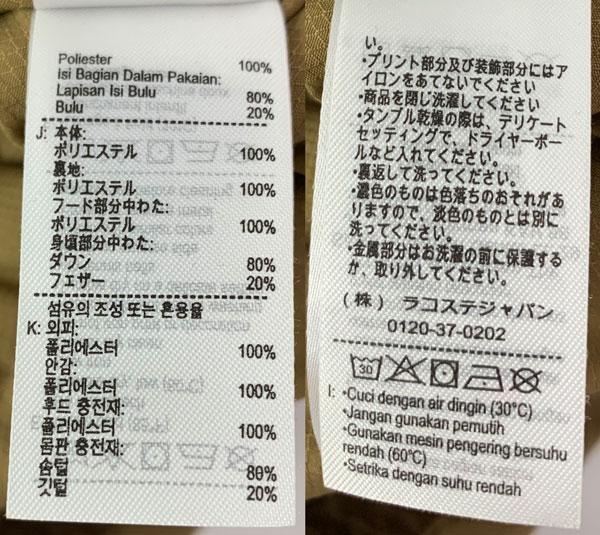 Poliester 100%
Isi Bagian Dalam Pakaian:
Lapisan Isi Bulu 80%
Bulu 20%
J: 本体:
ポリエステル 100%
裏地:
ポリエステル 100%
フード部分中わた:
ポリエステル 100%
身頃部分中わた:
ダウン 80%
フェザー 20%
섬유의 조성 또는 혼용율
K: 외피:
폴리에스터 100%
안감:
폴리에스터 100%
후드 충전재:
폴리에스터 100%
몸판 충전재:
솜털 80%
깃털 20%
い。
・プリント部分及び装飾部分にはア
イロンをあてないでください
・商品を閉じ洗濯してください
・タンブル乾燥の際は、デリケート
セッティングで、ドライヤーボー
ルなど入れてください。
・裏返して洗ってください。
・濃色のものは色落ちのおそれがあ
りますので、淡色のものとは別に
洗ってください。
・金属部分はお洗濯の前に保護する
か、取り外してください。
(株) ラコステジャパン
0120-37-0202
30
I: •Cuci dengan air dingin (30°C)
•Jangan gunakan pemutih
•Gunakan mesin pengering bersuhu
rendah (60°C)
•Setrika dengan suhu rendah